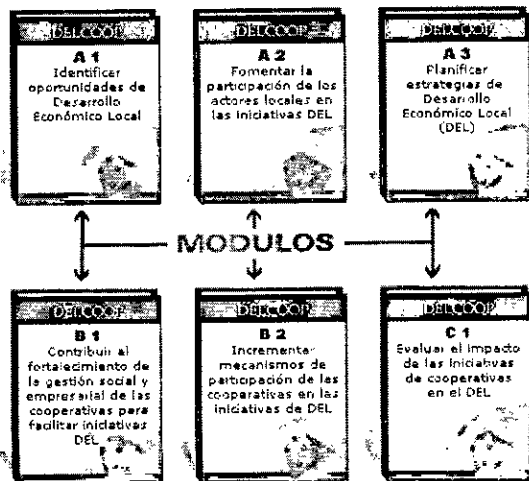 DELCOOP
A 1
Identificar
oportunidades de
Desarrollo
Económico Local
DELCOOP
A 2
Fomentar la
participación de los
actores locales en
las iniciativas DEL
DELCOOP
A 3
Planificar
estrategias de
Desarrollo
Económico Local
(DEL)
MODULOS
DELCOOP
B 1
Contribuir al
fortalecimiento de
la gestión social y
empresarial de las
cooperativas para
facilitar iniciativas
DEL
DELCOOP
B 2
Incrementar
mecanismos de
participación de las
cooperativas en las
iniciativas de DEL
DELCOOP
C 1
Evaluar el impacto
de las iniciativas
de cooperativas
en el DEL